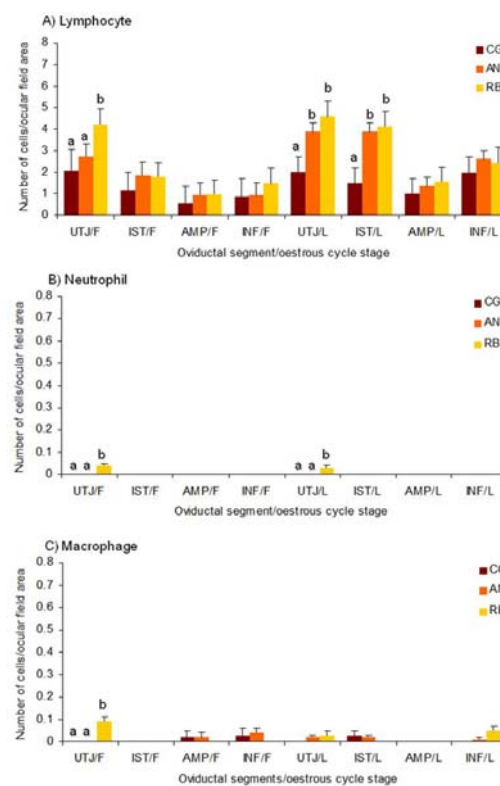 A) Lymphocyte
Number of cells/ocular field area
8
7
6
5
4
3
2
1
0
a
a
b
a
b
b
a
b
b
CG
AN
RB
UTJ/F IST/F AMP/F INF/F UTJ/L IST/L AMP/L INF/L
Oviductal segment/oestrous cycle stage
B) Neutrophil
Number of cells/ocular field area
0.8
0.7
0.6
0.5
0.4
0.3
0.2
0.1
0
a a b
a a b
CG
AN
RB
UTJ/F IST/F AMP/F INF/F UTJ/L IST/L AMP/L INF/L
Oviductal segment/oestrous cycle stage
C) Macrophage
Number of cells/ocular field area
0.8
0.7
0.6
0.5
0.4
0.3
0.2
0.1
0
a a b
UTJ/F IST/F AMP/F INF/F UTJ/L IST/L AMP/L INF/L
Oviductal segments/oestrous cycle stage